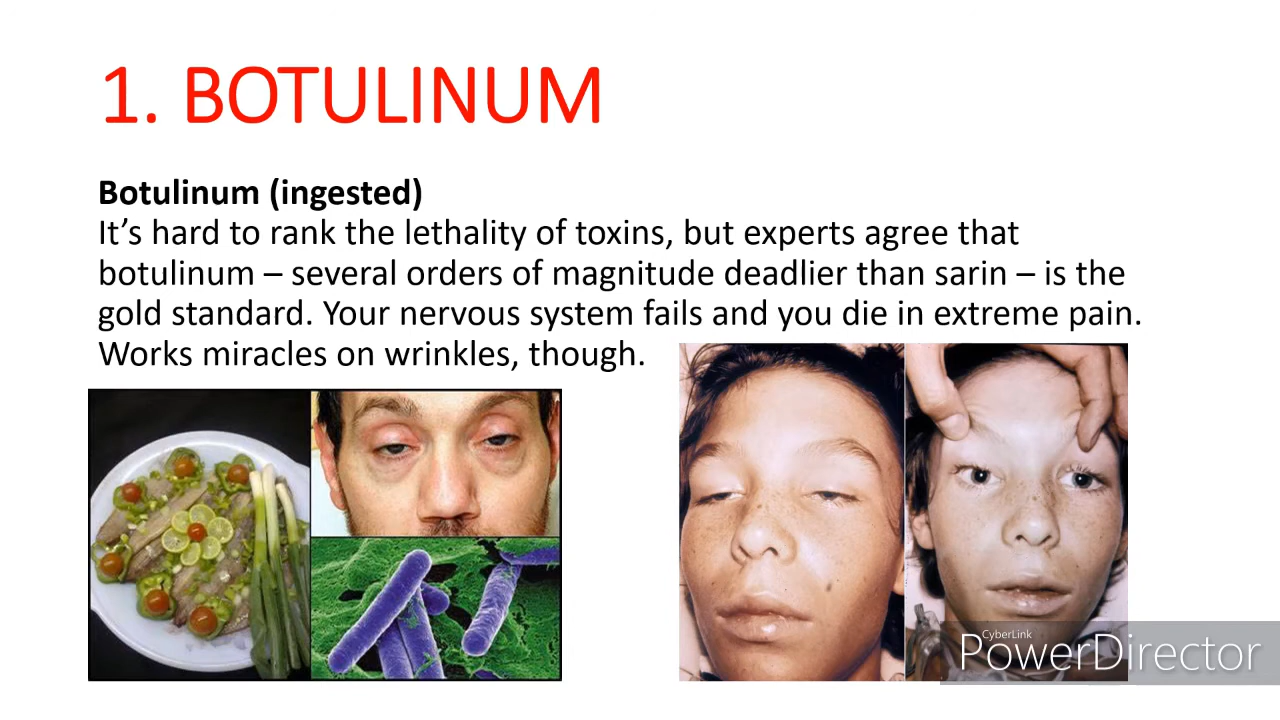 1. BOTULINUM
Botulinum (ingested)
It’s hard to rank the lethality of toxins, but experts agree that
botulinum – several orders of magnitude deadlier than sarin – is the
gold standard. Your nervous system fails and you die in extreme pain.
Works miracles on wrinkles, though.
CyberLink
PowerDirector